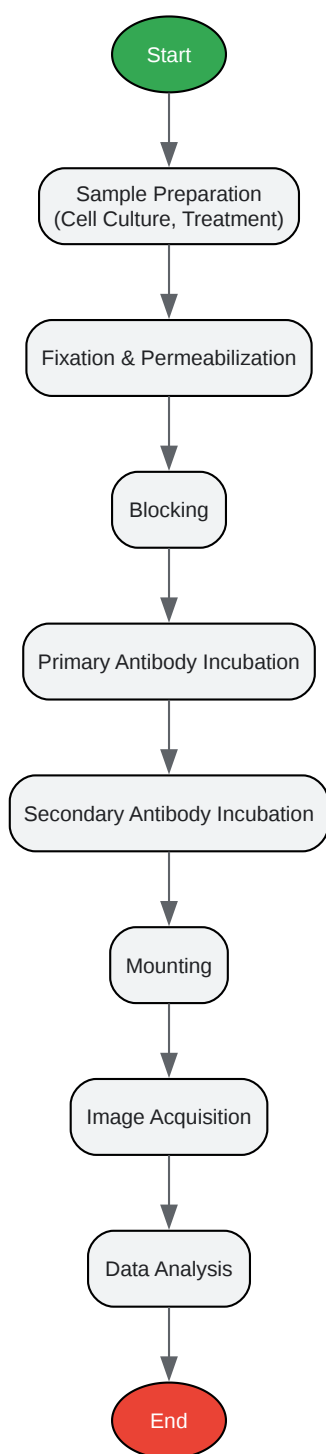 Start
Sample Preparation
(Cell Culture, Treatment)
Fixation & Permeabilization
Blocking
Primary Antibody Incubation
Secondary Antibody Incubation
Mounting
Image Acquisition
Data Analysis
End